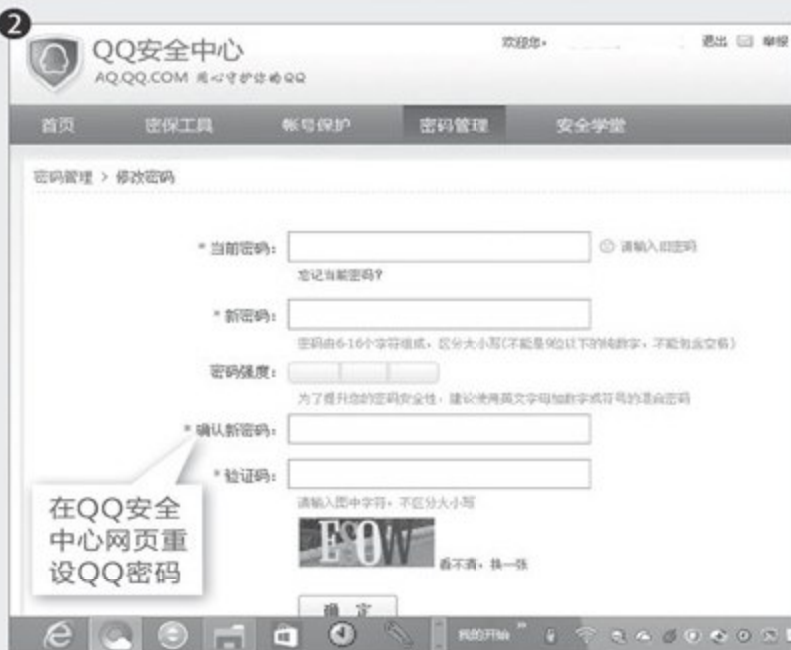 2
QQ安全中心
AQ.QQ.COM 用心守护你的QQ
欢迎您，
退出 举报
首页 密保工具 帐号保护 密码管理 安全学堂
密码管理 > 修改密码
* 当前密码：
请输入旧密码
忘记当前密码？
* 新密码：
密码由6-16个字符组成，区分大小写(不能是9位以下的纯数字，不能包含空格)
密码强度：
为了提升您的密码安全性，建议使用英文字母加数字或符号的混合密码
* 确认新密码：
* 验证码：
请输入图中字符，不区分大小写
看不清，换一张
确 定
在QQ安全
中心网页重
设QQ密码
我的开始